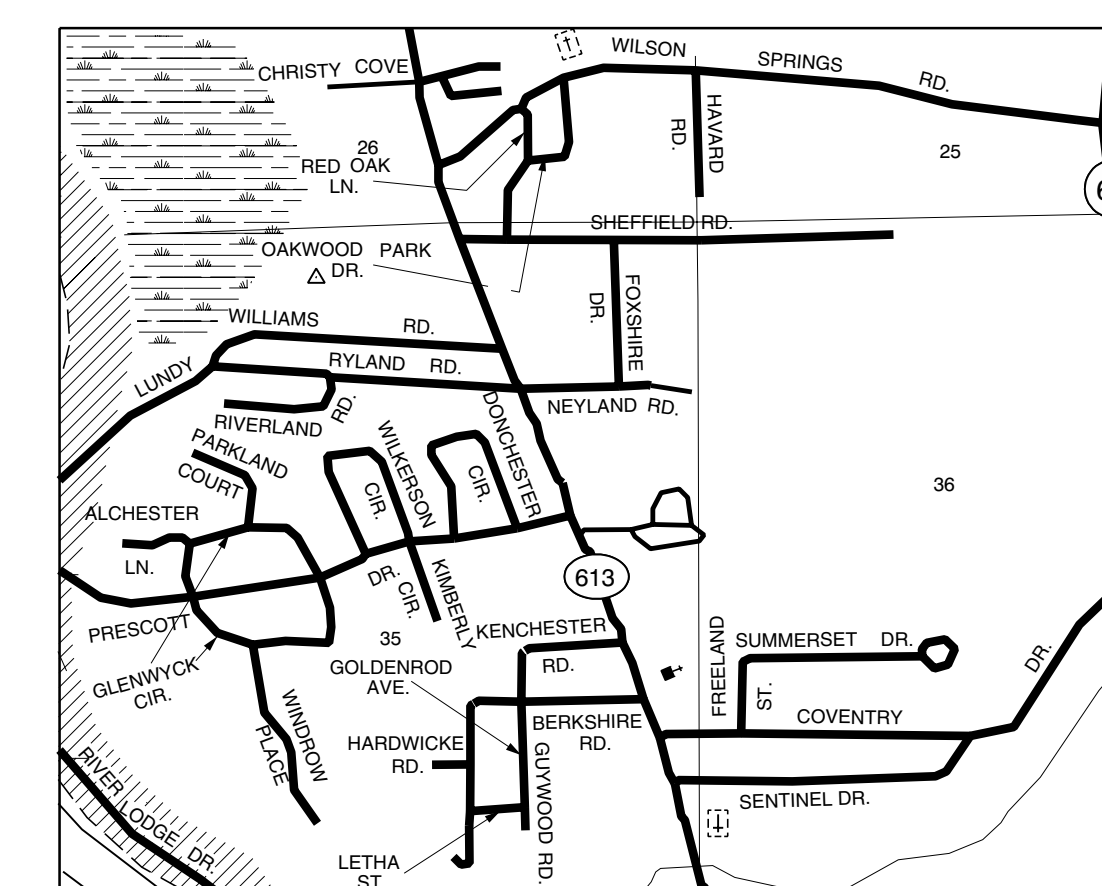 WILSON SPRINGS RD.
CHRISTY COVE
HAVARD RD.
26
25
RED OAK
LN.
6
SHEFFIELD RD.
OAKWOOD PARK
DR.
FOXSHIRE DR.
WILLIAMS RD.
RYLAND RD.
LUNDY
NEYLAND RD.
RIVERLAND RD.
DONCHESTER CIR.
WILKERSON CIR.
PARKLAND
COURT
36
ALCHESTER
LN.
613
DR.
KIMBERLY CIR.
PRESCOTT
35
KENCHESTER
RD.
GOLDENROD
AVE.
GLENWYCK
CIR.
FREELAND ST.
SUMMERSET DR.
DR.
WINDROW
PLACE
BERKSHIRE
RD.
COVENTRY
HARDWICKE
RD.
GUYWOOD RD.
RIVER LODGE DR.
SENTINEL DR.
LETHA
ST.